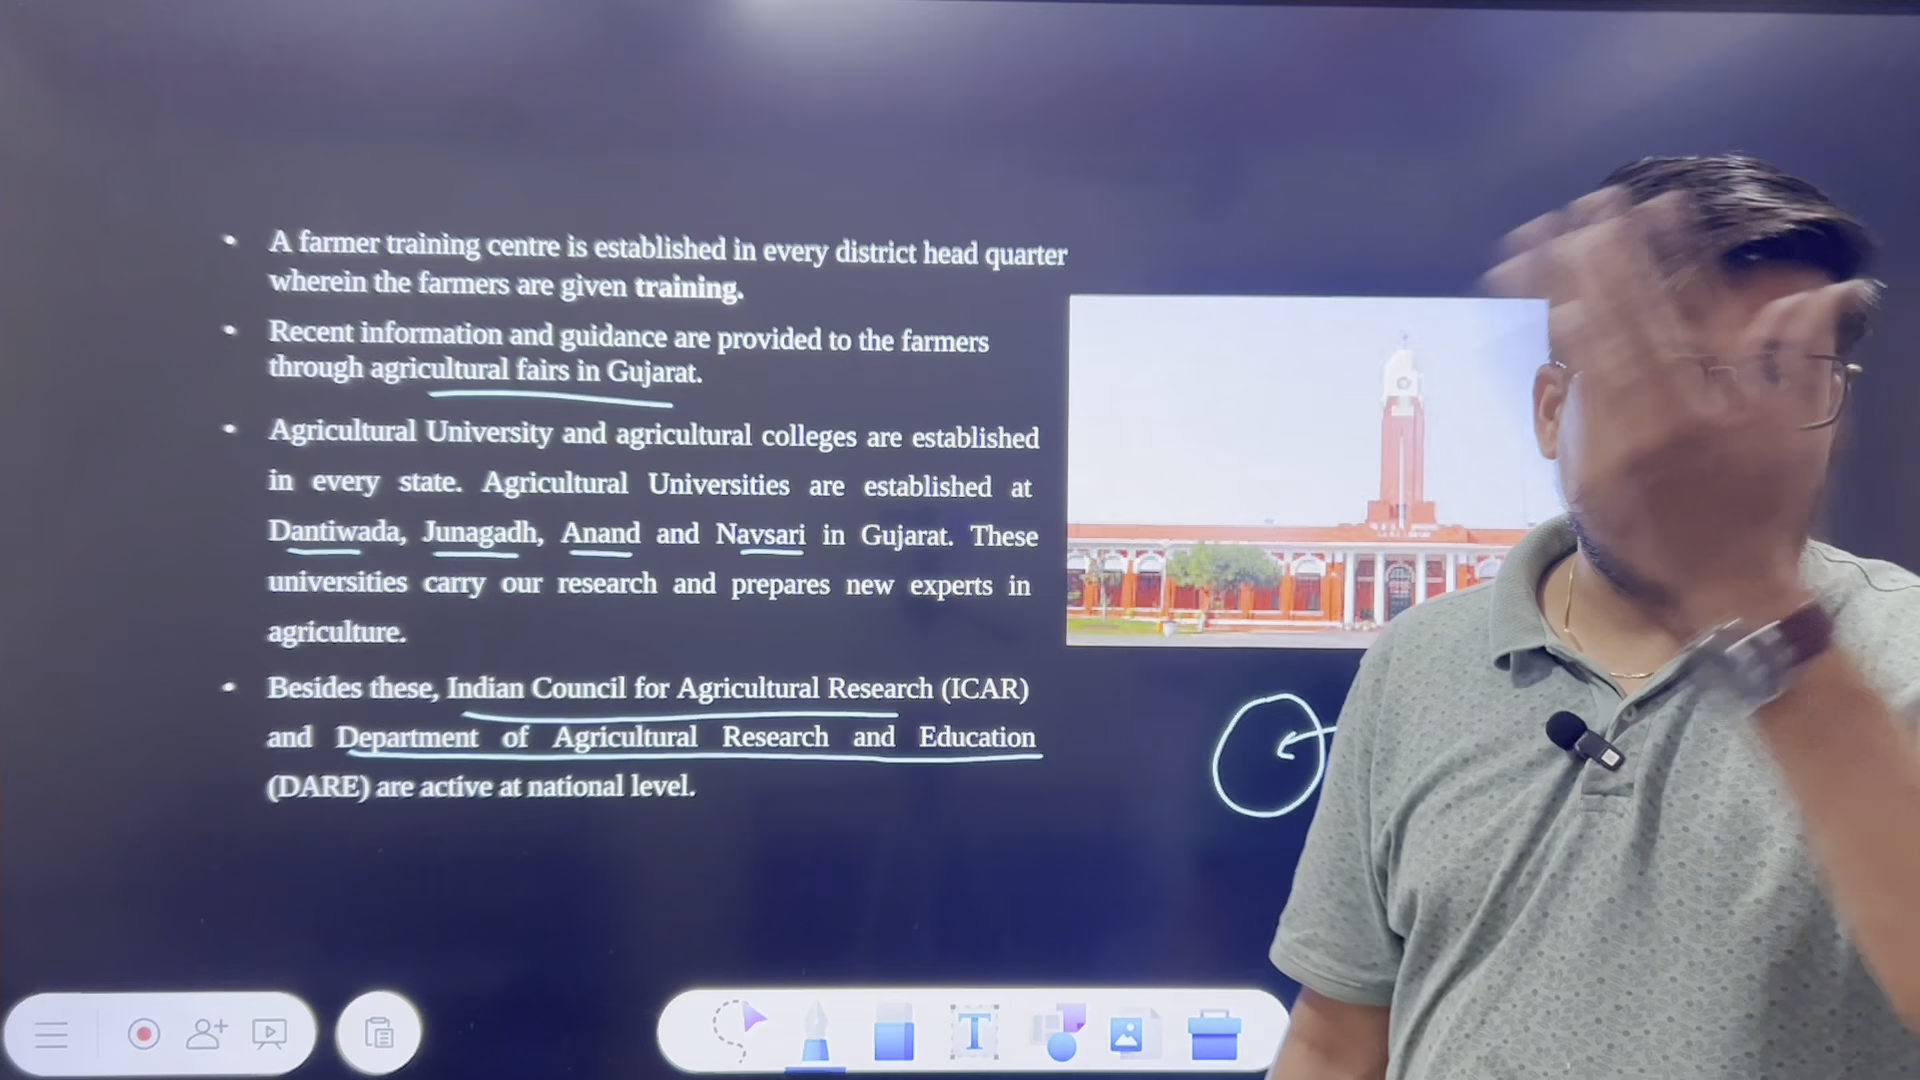 • A farmer training centre is established in every district head quarter
wherein the farmers are given training.
• Recent information and guidance are provided to the farmers
through agricultural fairs in Gujarat.
• Agricultural University and agricultural colleges are established
in every state. Agricultural Universities are established at
Dantiwada, Junagadh, Anand and Navsari in Gujarat. These
universities carry our research and prepares new experts in
agriculture.
• Besides these, Indian Council for Agricultural Research (ICAR)
and Department of Agricultural Research and Education
(DARE) are active at national level.
T